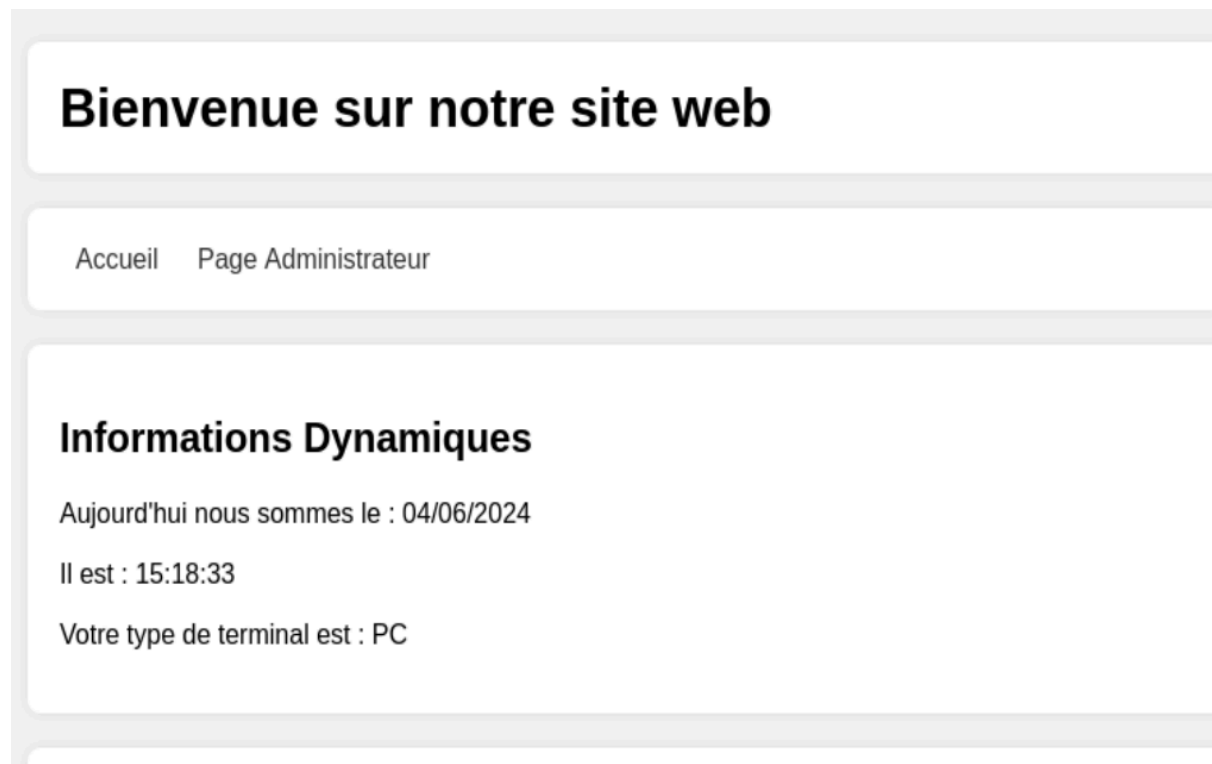 Bienvenue sur notre site web
Accueil Page Administrateur
Informations Dynamiques
Aujourd'hui nous sommes le : 04/06/2024
Il est : 15:18:33
Votre type de terminal est : PC